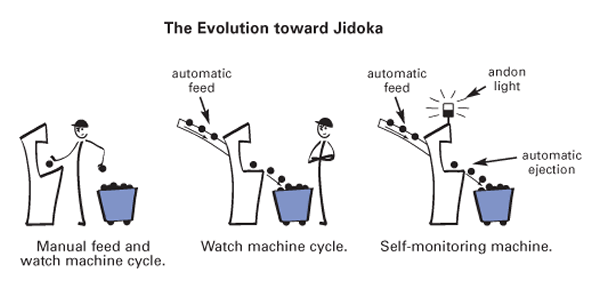 The Evolution toward Jidoka
automatic
feed
automatic
feed
andon
light
automatic
ejection
Manual feed and
watch machine cycle.
Watch machine cycle.
Self-monitoring machine.